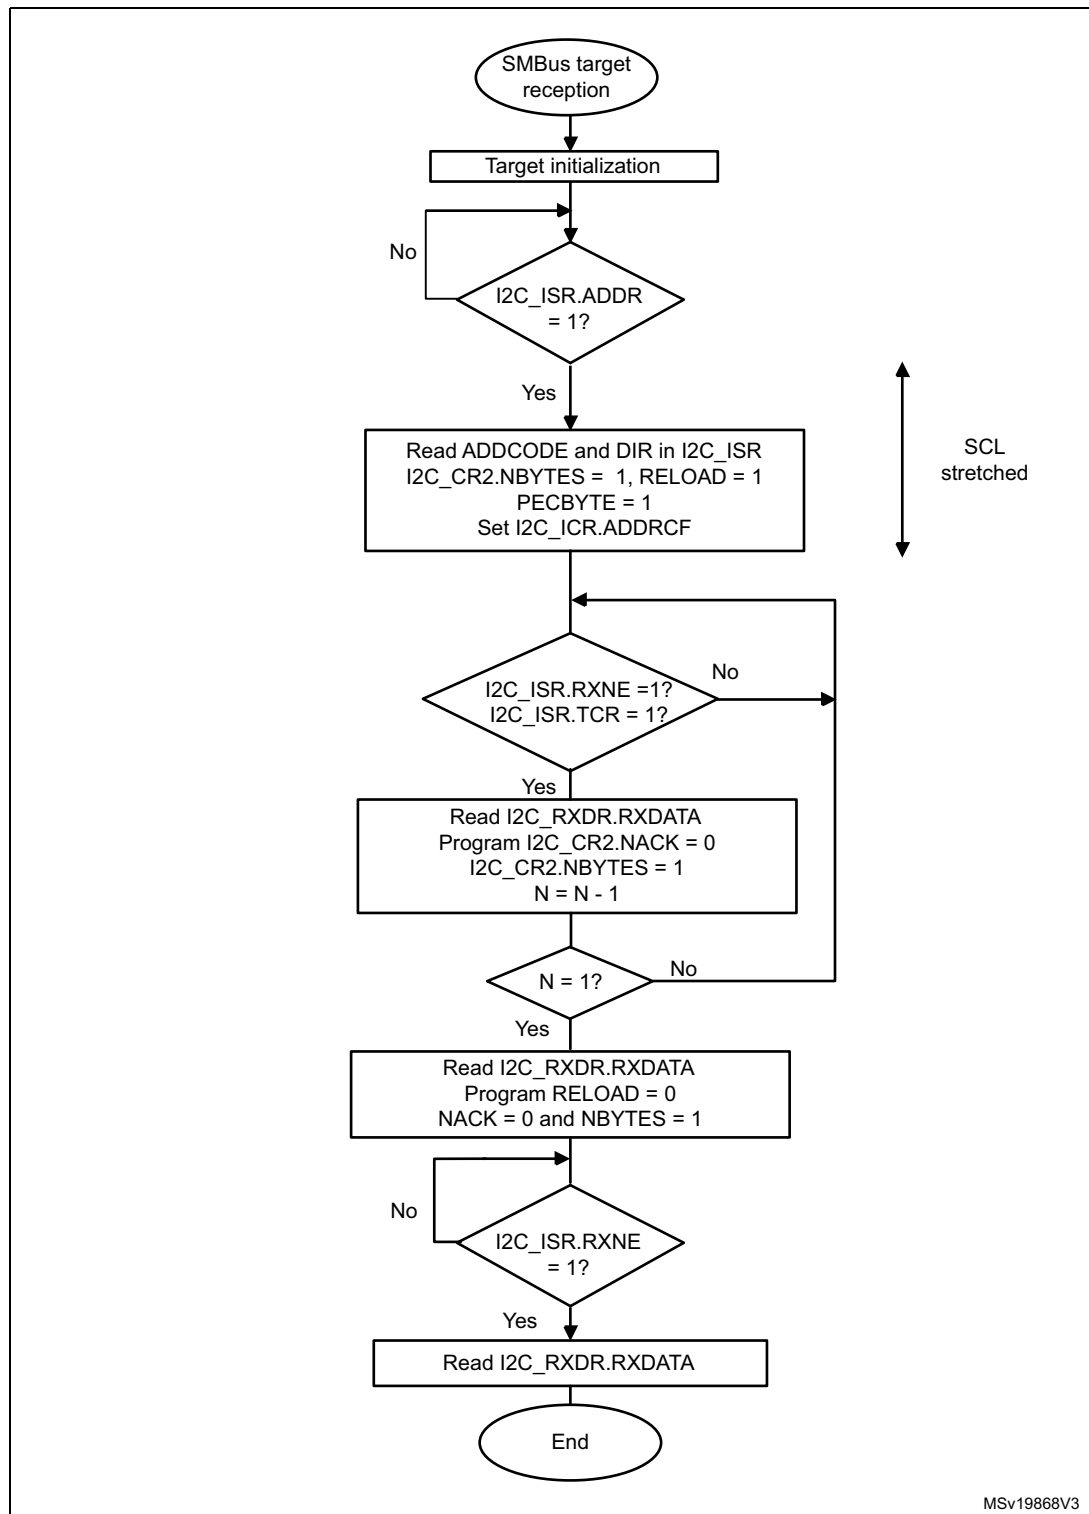 SMBus target
reception
Target initialization
No
I2C_ISR.ADDR
= 1?
Yes
Read ADDCODE and DIR in I2C_ISR
I2C_CR2.NBYTES = 1, RELOAD = 1
PECBYTE = 1
Set I2C_ICR.ADDRCF
SCL
stretched
I2C_ISR.RXNE =1?
I2C_ISR.TCR = 1?
No
Yes
Read I2C_RXDR.RXDATA
Program I2C_CR2.NACK = 0
I2C_CR2.NBYTES = 1
N = N - 1
N = 1?
No
Yes
Read I2C_RXDR.RXDATA
Program RELOAD = 0
NACK = 0 and NBYTES = 1
No
I2C_ISR.RXNE
= 1?
Yes
Read I2C_RXDR.RXDATA
End
MSv19868V3